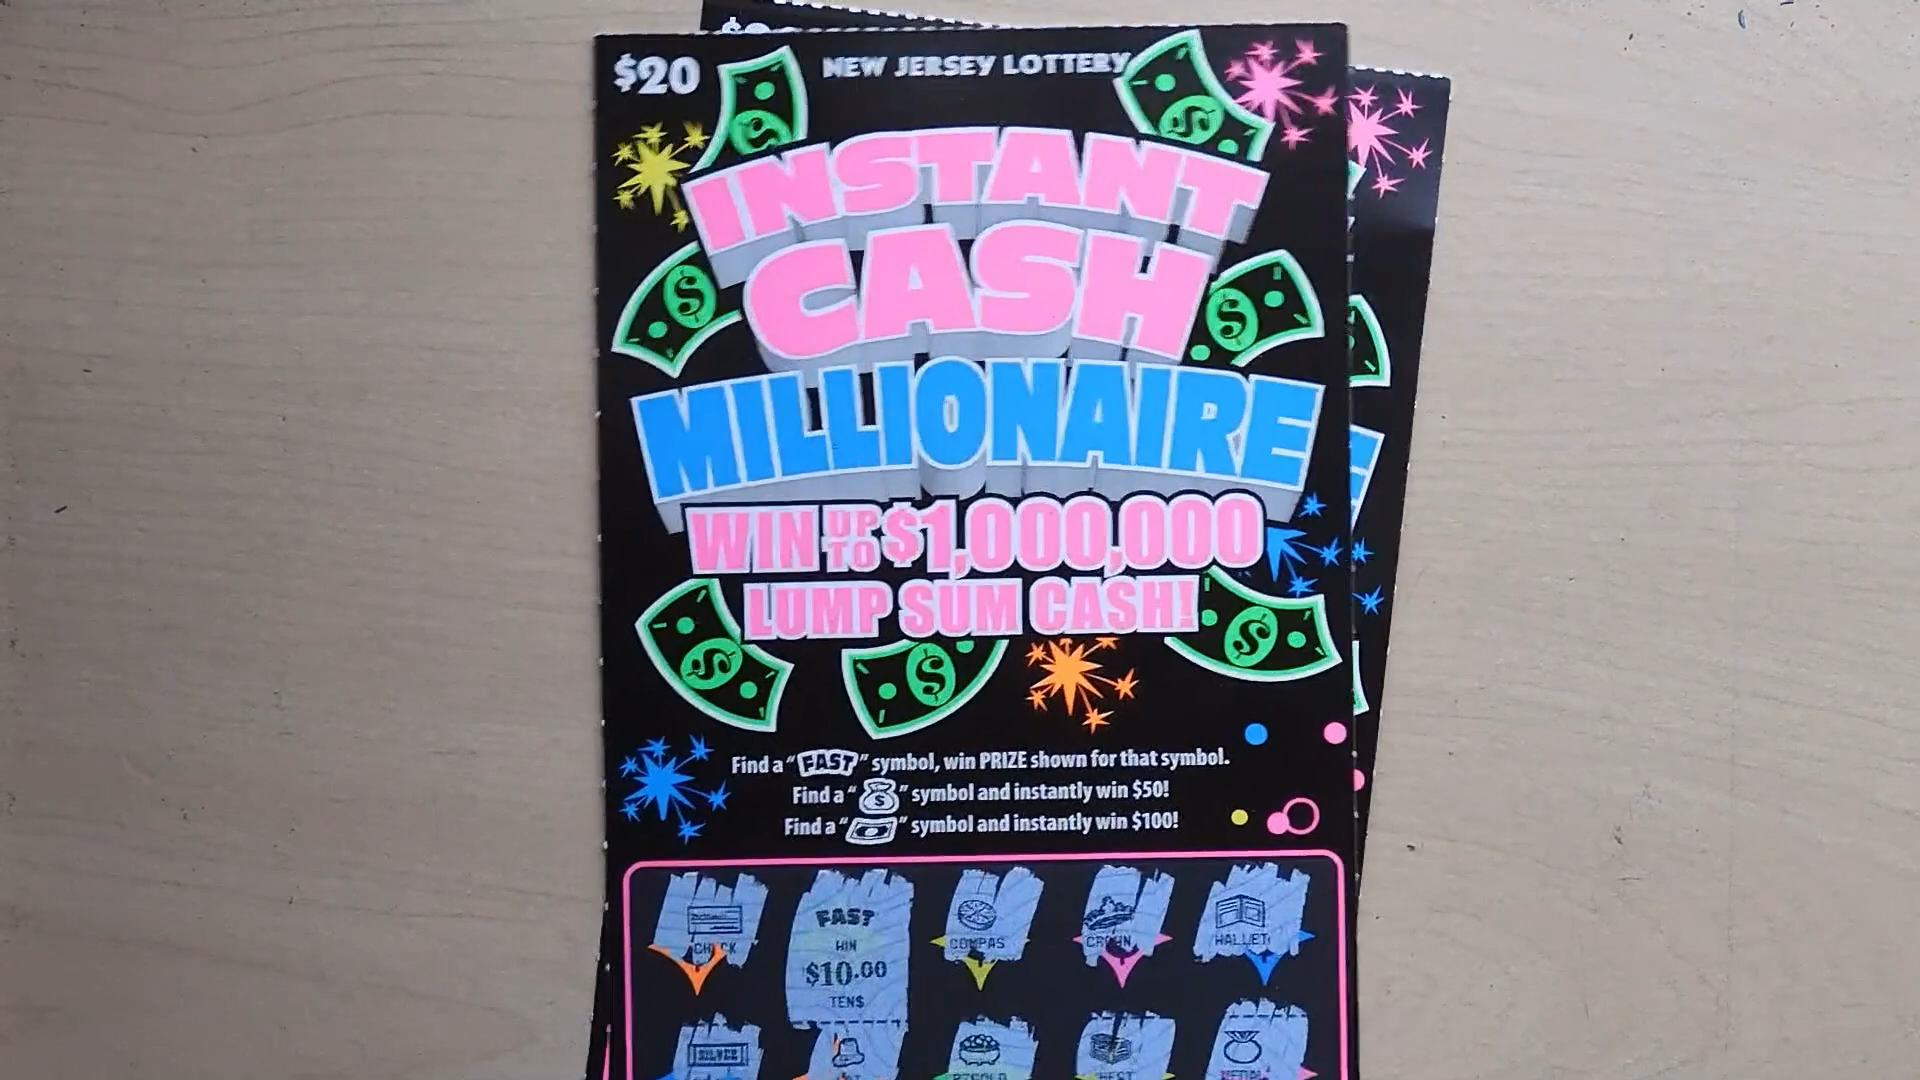 $20 NEW JERSEY LOTTERY
INSTANT
CASH
MILLIONAIRE
WIN UP TO $1,000,000
LUMP SUM CASH!
Find a "FAST" symbol, win PRIZE shown for that symbol.
Find a " $ " symbol and instantly win $50!
Find a " " symbol and instantly win $100!
CHECK FAST COMPAS CROWN WALLET
WIN
$10.00
TEN$
SILVER